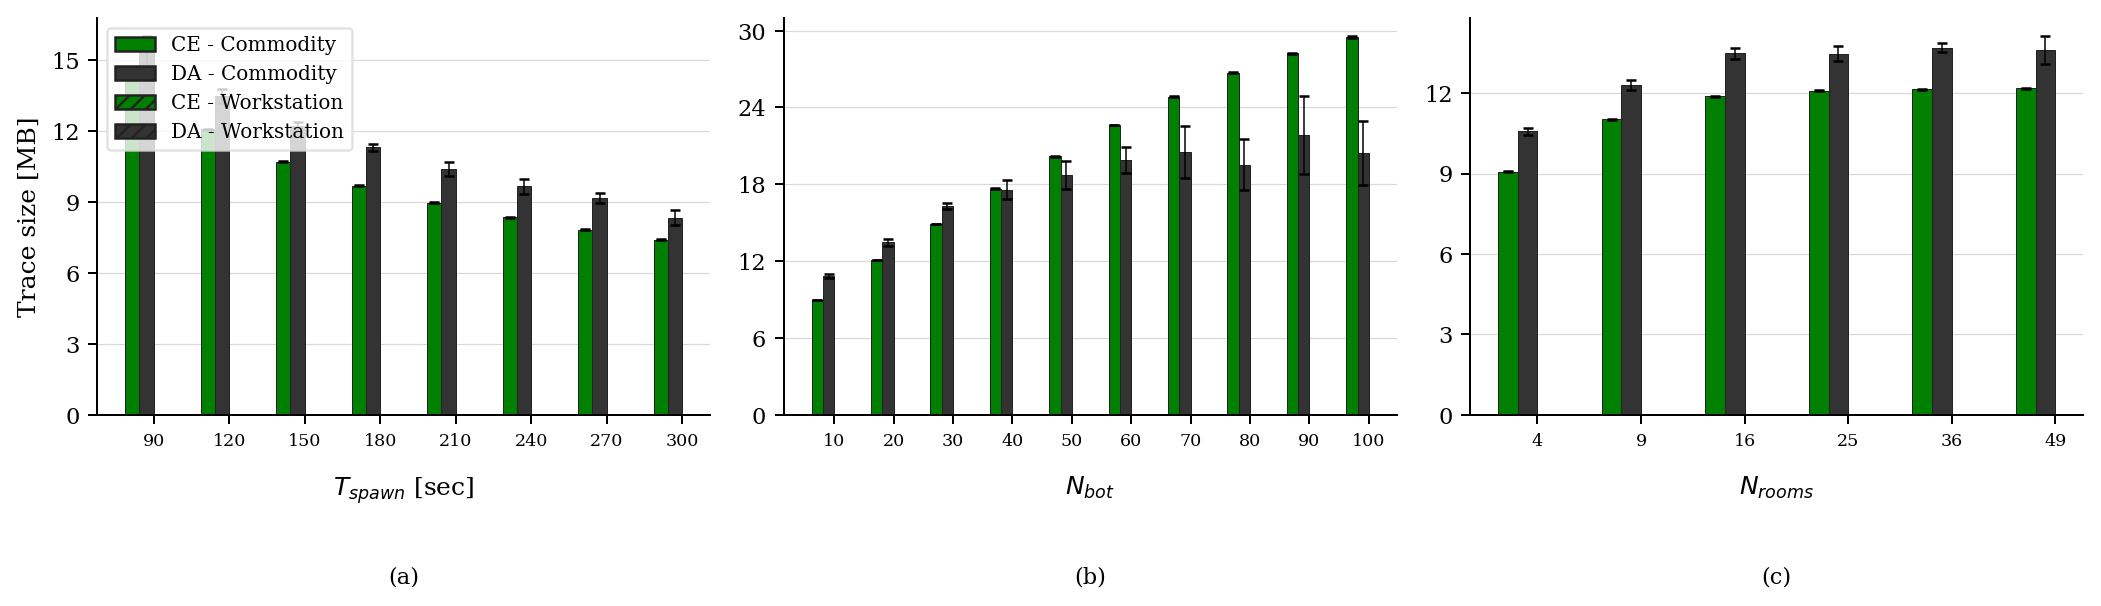 Trace size [MB]
15
12
9
6
3
0
CE - Commodity
DA - Commodity
CE - Workstation
DA - Workstation
90 120 150 180 210 240 270 300
T_spawn [sec]
(a)
30
24
18
12
6
0
10 20 30 40 50 60 70 80 90 100
N_bot
(b)
12
9
6
3
0
4 9 16 25 36 49
N_rooms
(c)